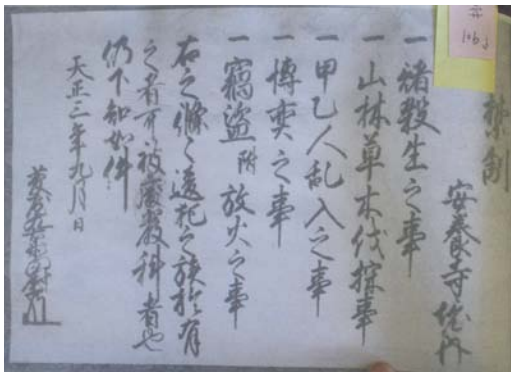 禁制
安養寺境内
一 諸殺生之事
一 山林草木伐採事
一 甲乙人乱入之事
一 博奕之事
一 窃盗附放火之事
右之條々違犯之族於有
之者可被處嚴科者也
仍下知如件
天正三年九月日